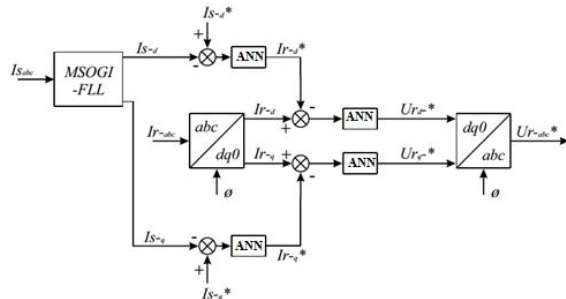 Is-d*
+
Is-d
-
ANN
Ir-d*
Isabc
MSOGI
-FLL
Ir-abc
abc
dq0
ø
Ir-d
-
+
ANN
Urd-*
Ir-q
+
-
ANN
Urq-*
dq0
abc
ø
Ur-abc*
Is-q
-
+
ANN
Ir-q*
Is-q*